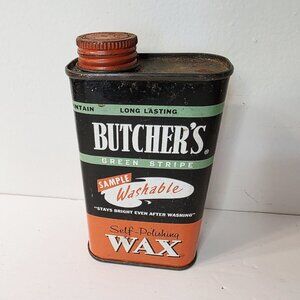 NTAIN LONG LASTING
BUTCHER'S®
GREEN STRIPE
SAMPLE
Washable
"STAYS BRIGHT EVEN AFTER WASHING"
Self-Polishing
WAX